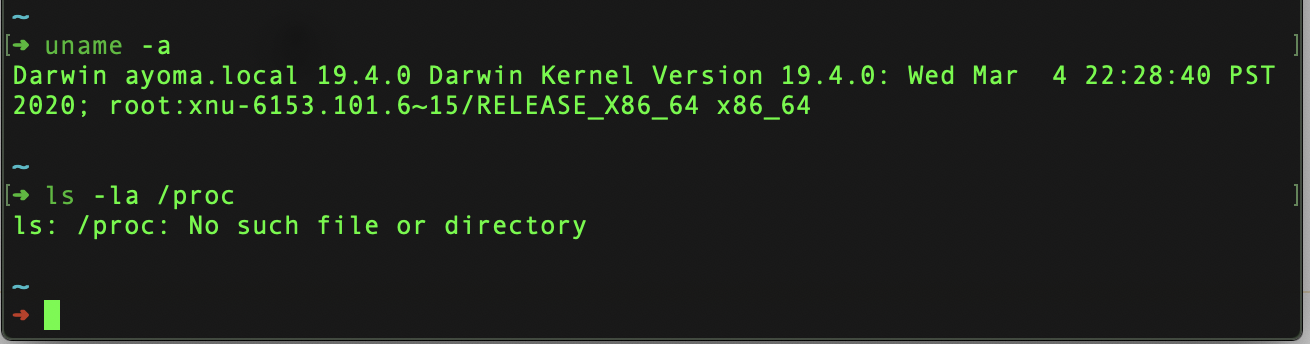 ~
[➜ uname -a ]
Darwin ayoma.local 19.4.0 Darwin Kernel Version 19.4.0: Wed Mar  4 22:28:40 PST
2020; root:xnu-6153.101.6~15/RELEASE_X86_64 x86_64
~
[➜ ls -la /proc ]
ls: /proc: No such file or directory
~
➜